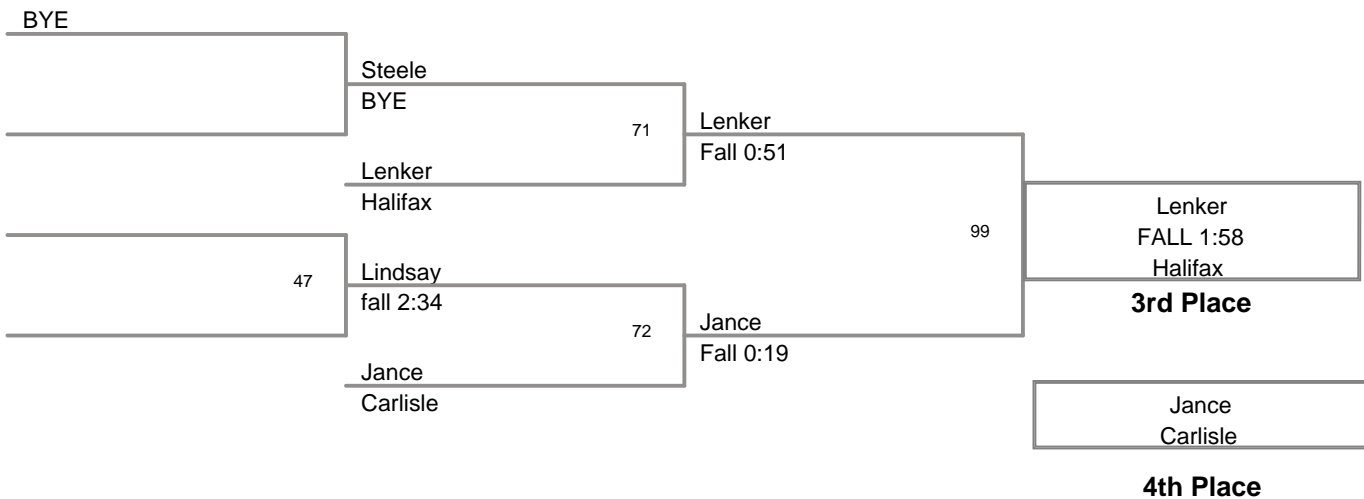 BYE
Steele
BYE
71
Lenker
Fall 0:51
Lenker
Halifax
99
Lenker
FALL 1:58
Halifax
3rd Place
47
Lindsay
fall 2:34
72
Jance
Fall 0:19
Jance
Carlisle
Jance
Carlisle
4th Place